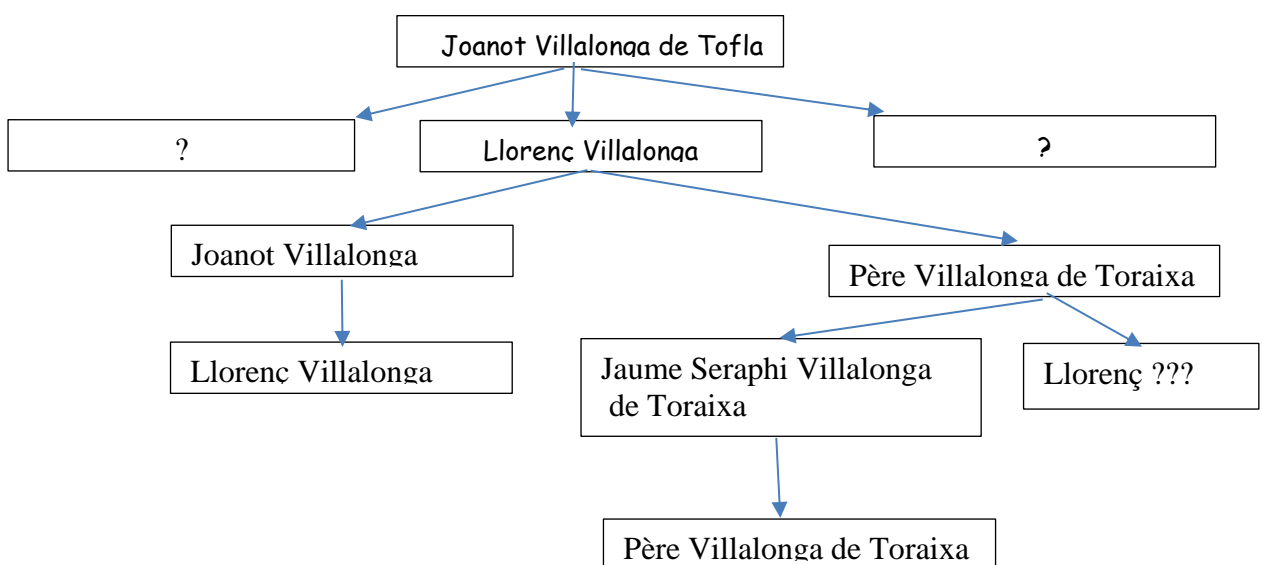 Joanot Villalonga de Tofla
?
Llorenç Villalonga
?
Joanot Villalonga
Père Villalonga de Toraixa
Llorenç Villalonga
Jaume Seraphi Villalonga
de Toraixa
Llorenç ???
Père Villalonga de Toraixa